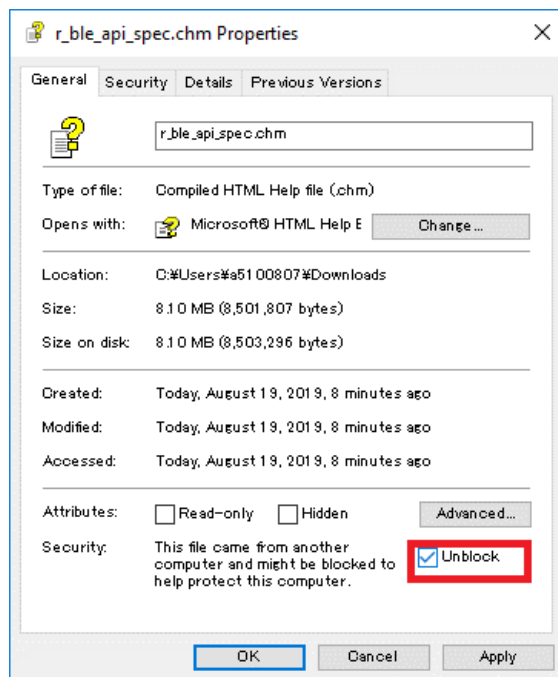 r_ble_api_spec.chm Properties
General Security Details Previous Versions
r_ble_api_spec.chm
Type of file: Compiled HTML Help file (.chm)
Opens with: Microsoft® HTML Help E Change...
Location: C:¥Users¥a5100807¥Downloads
Size: 8.10 MB (8,501,807 bytes)
Size on disk: 8.10 MB (8,503,296 bytes)
Created: Today, August 19, 2019, 8 minutes ago
Modified: Today, August 19, 2019, 8 minutes ago
Accessed: Today, August 19, 2019, 8 minutes ago
Attributes: Read-only Hidden Advanced...
Security: This file came from another
computer and might be blocked to
help protect this computer.
Unblock
OK Cancel Apply